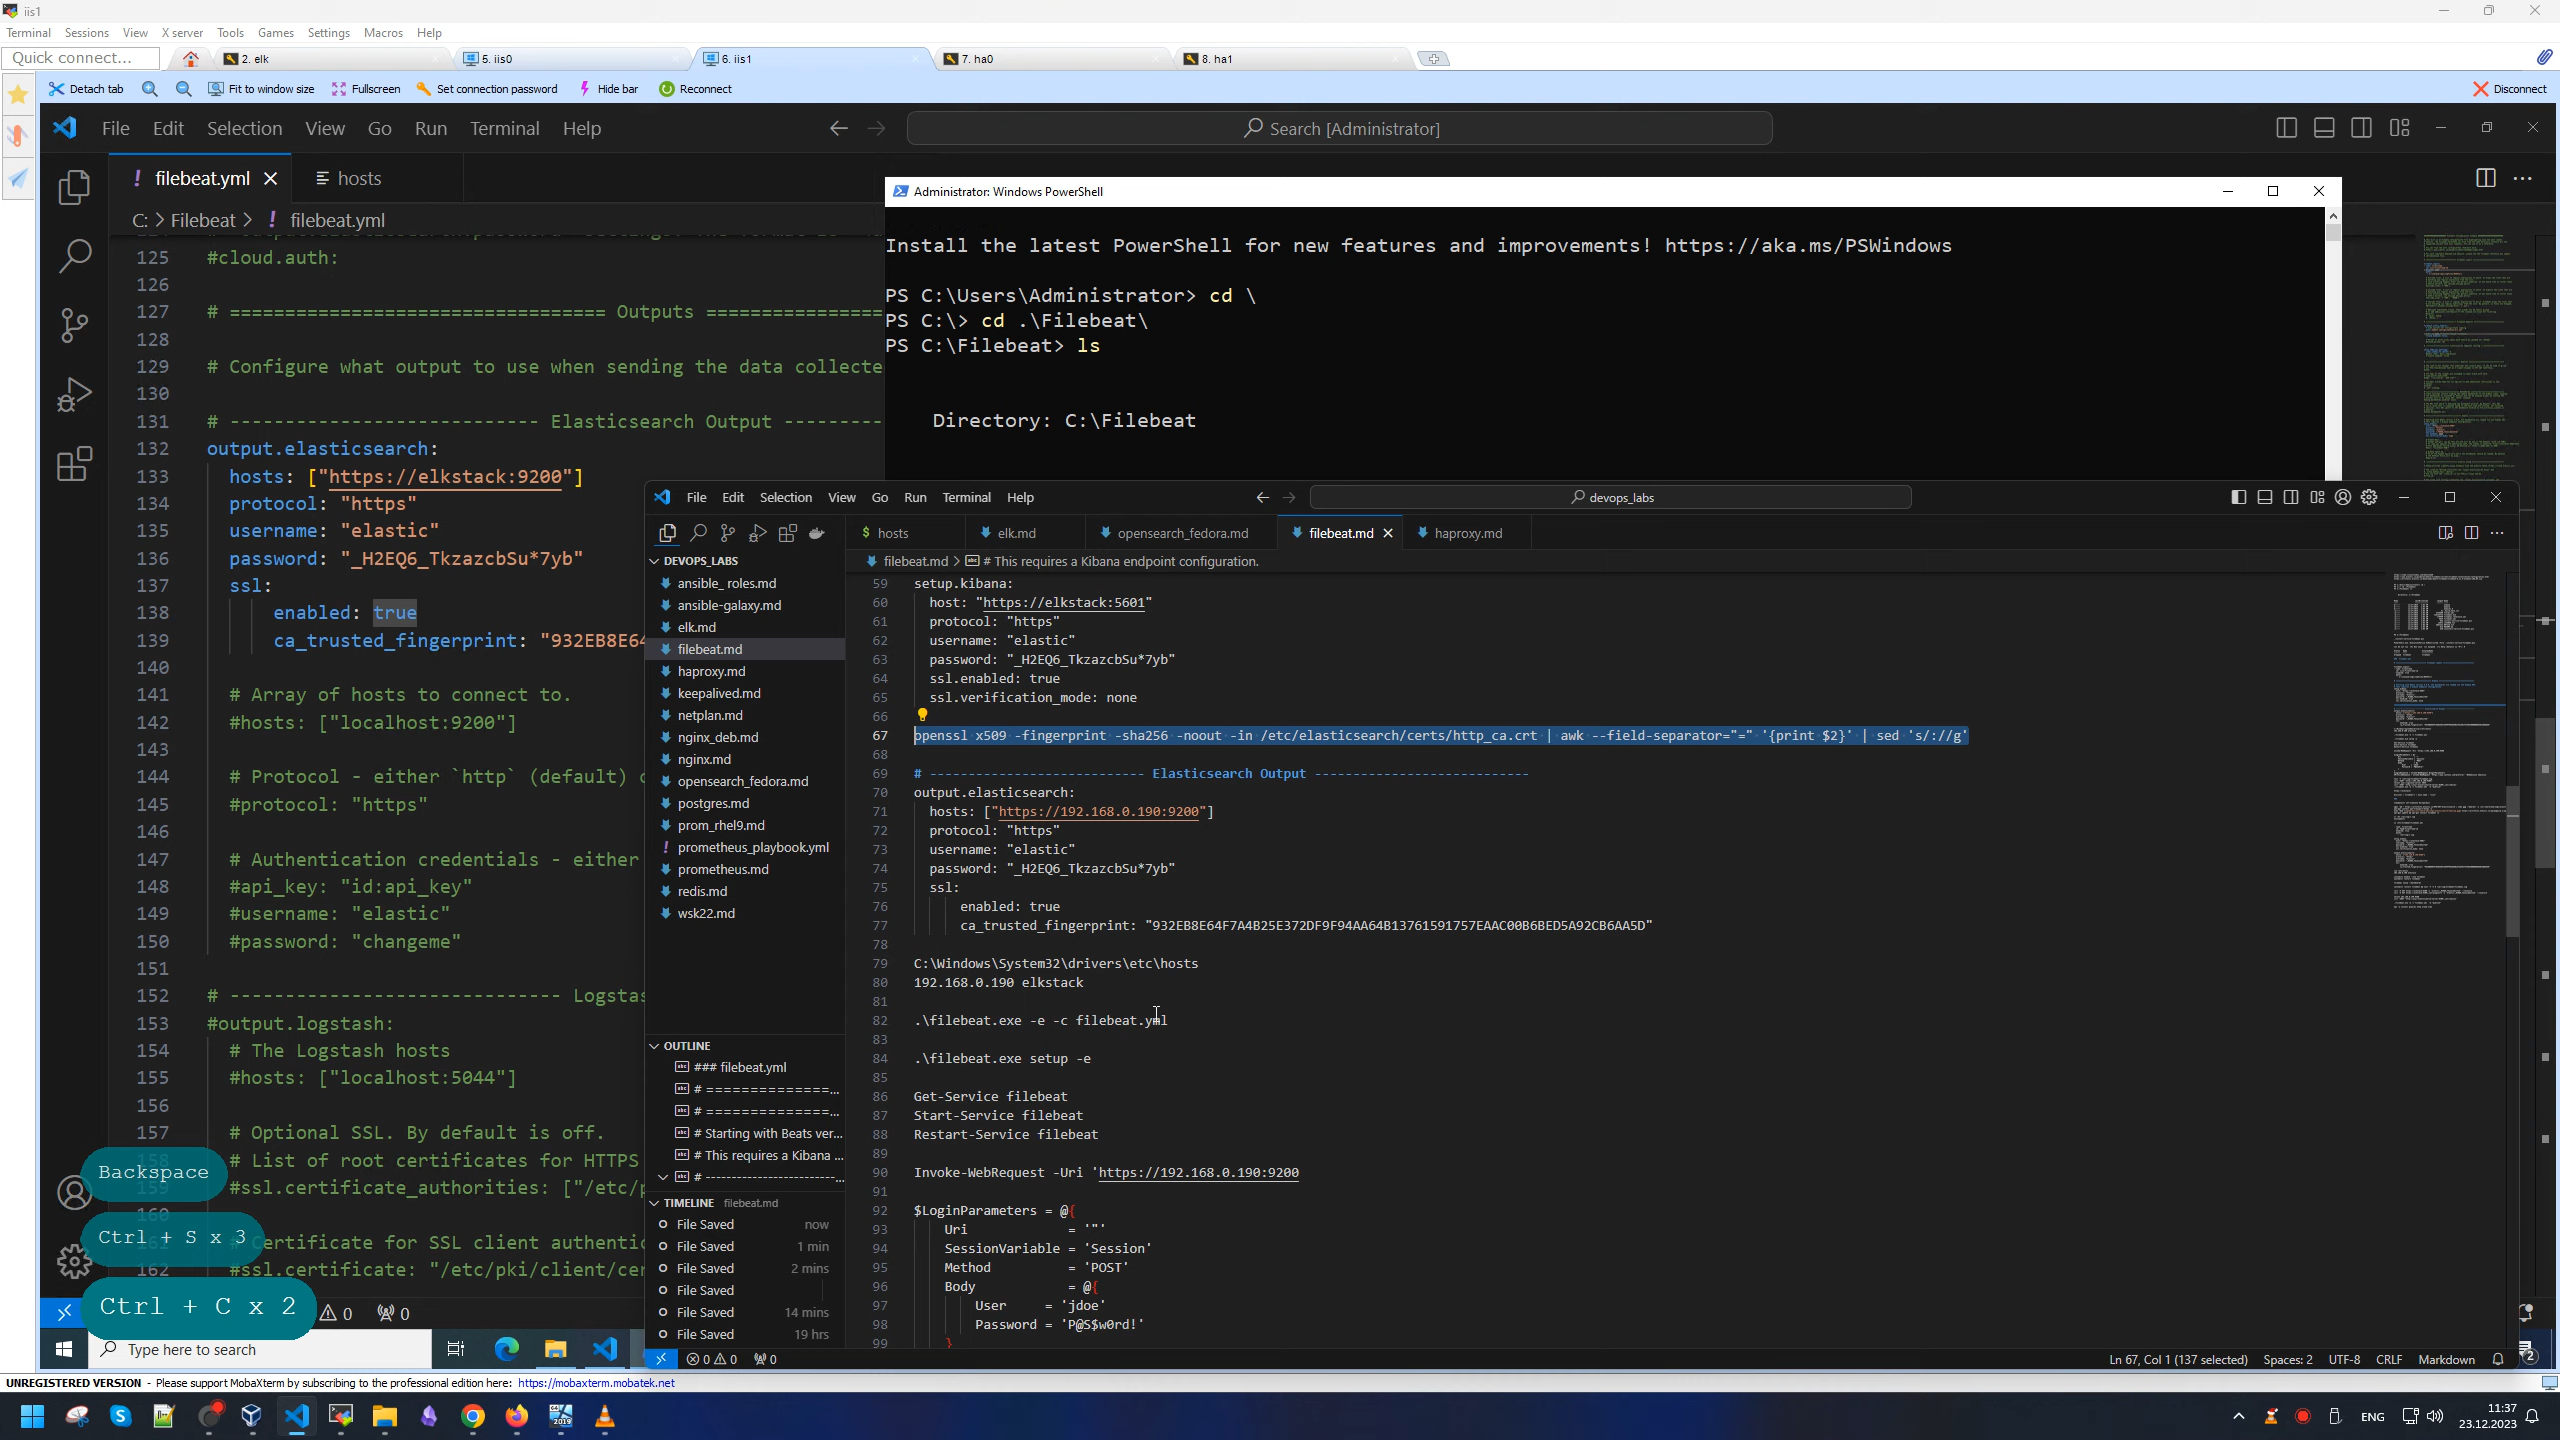 iis1
Terminal Sessions View X server Tools Games Settings Macros Help
Quick connect...
2. elk
5. iis0
6. iis1
7. ha0
8. ha1
Detach tab
Fit to window size
Fullscreen
Set connection password
Hide bar
Reconnect
Disconnect
File Edit Selection View Go Run Terminal Help
Search [Administrator]
filebeat.yml
hosts
C: > Filebeat > ! filebeat.yml
125 #cloud.auth:
126
127 # ================================== Outputs ================
128
129 # Configure what output to use when sending the data collecte
130
131 # ---------------------------- Elasticsearch Output ---------
132 output.elasticsearch:
133 hosts: ["https://elkstack:9200"]
134 protocol: "https"
135 username: "elastic"
136 password: "_H2EQ6_TkzazcbSu*7yb"
137 ssl:
138 enabled: true
139 ca_trusted_fingerprint: "932EB8E64
140
141 # Array of hosts to connect to.
142 #hosts: ["localhost:9200"]
143
144 # Protocol - either `http` (default) o
145 #protocol: "https"
146
147 # Authentication credentials - either
148 #api_key: "id:api_key"
149 #username: "elastic"
150 #password: "changeme"
151
152 # ------------------------------ Logstas
153 #output.logstash:
154 # The Logstash hosts
155 #hosts: ["localhost:5044"]
156
157 # Optional SSL. By default is off.
# List of root certificates for HTTPS
#ssl.certificate_authorities: ["/etc/p
160
Certificate for SSL client authentic
162 #ssl.certificate: "/etc/pki/client/cer
Backspace
Ctrl + S x 3
Ctrl + C x 2
0 0
Type here to search
Administrator: Windows PowerShell
Install the latest PowerShell for new features and improvements! https://aka.ms/PSWindows
PS C:\Users\Administrator> cd \
PS C:\> cd .\Filebeat\
PS C:\Filebeat> ls
Directory: C:\Filebeat
File Edit Selection View Go Run Terminal Help
devops_labs
hosts
elk.md
opensearch_fedora.md
filebeat.md
haproxy.md
filebeat.md > # This requires a Kibana endpoint configuration.
DEVOPS_LABS
ansible_ roles.md
ansible-galaxy.md
elk.md
filebeat.md
haproxy.md
keepalived.md
netplan.md
nginx_deb.md
nginx.md
opensearch_fedora.md
postgres.md
prom_rhel9.md
prometheus_playbook.yml
prometheus.md
redis.md
wsk22.md
OUTLINE
### filebeat.yml
# ==============...
# ==============...
# Starting with Beats ver...
# This requires a Kibana ...
# -------------------------...
TIMELINE filebeat.md
File Saved now
File Saved 1 min
File Saved 2 mins
File Saved
File Saved 14 mins
File Saved 19 hrs
59 setup.kibana:
60 host: "https://elkstack:5601"
61 protocol: "https"
62 username: "elastic"
63 password: "_H2EQ6_TkzazcbSu*7yb"
64 ssl.enabled: true
65 ssl.verification_mode: none
66
67 openssl x509 -fingerprint -sha256 -noout -in /etc/elasticsearch/certs/http_ca.crt | awk --field-separator="=" '{print $2}' | sed 's/://g'
68
69 # ---------------------------- Elasticsearch Output ----------------------------
70 output.elasticsearch:
71 hosts: ["https://192.168.0.190:9200"]
72 protocol: "https"
73 username: "elastic"
74 password: "_H2EQ6_TkzazcbSu*7yb"
75 ssl:
76 enabled: true
77 ca_trusted_fingerprint: "932EB8E64F7A4B25E372DF9F94AA64B13761591757EAAC00B6BED5A92CB6AA5D"
78
79 C:\Windows\System32\drivers\etc\hosts
80 192.168.0.190 elkstack
81
82 .\filebeat.exe -e -c filebeat.yml
83
84 .\filebeat.exe setup -e
85
86 Get-Service filebeat
87 Start-Service filebeat
88 Restart-Service filebeat
89
90 Invoke-WebRequest -Uri 'https://192.168.0.190:9200
91
92 $LoginParameters = @{
93 Uri = '"'
94 SessionVariable = 'Session'
95 Method = 'POST'
96 Body = @{
97 User = 'jdoe'
98 Password = 'P@S$w0rd!'
99 }
0 0 0
Ln 67, Col 1 (137 selected) Spaces: 2 UTF-8 CRLF Markdown
2
UNREGISTERED VERSION - Please support MobaXterm by subscribing to the professional edition here: https://mobaxterm.mobatek.net
ENG
11:37
23.12.2023